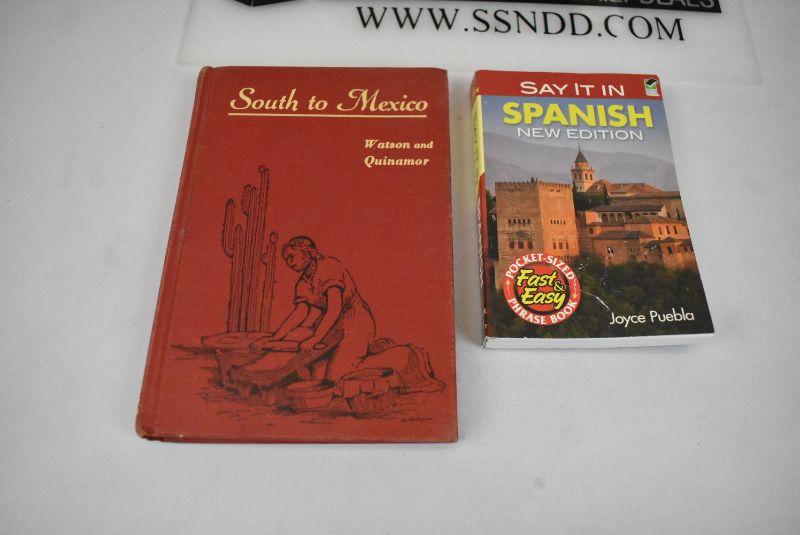 DEALS
WWW.SSNDD.COM
South to Mexico
Watson and
Quinamor
SAY IT IN
SPANISH
NEW EDITION
POCKET-SIZED
Fast &
Easy
PHRASE BOOK
Joyce Puebla